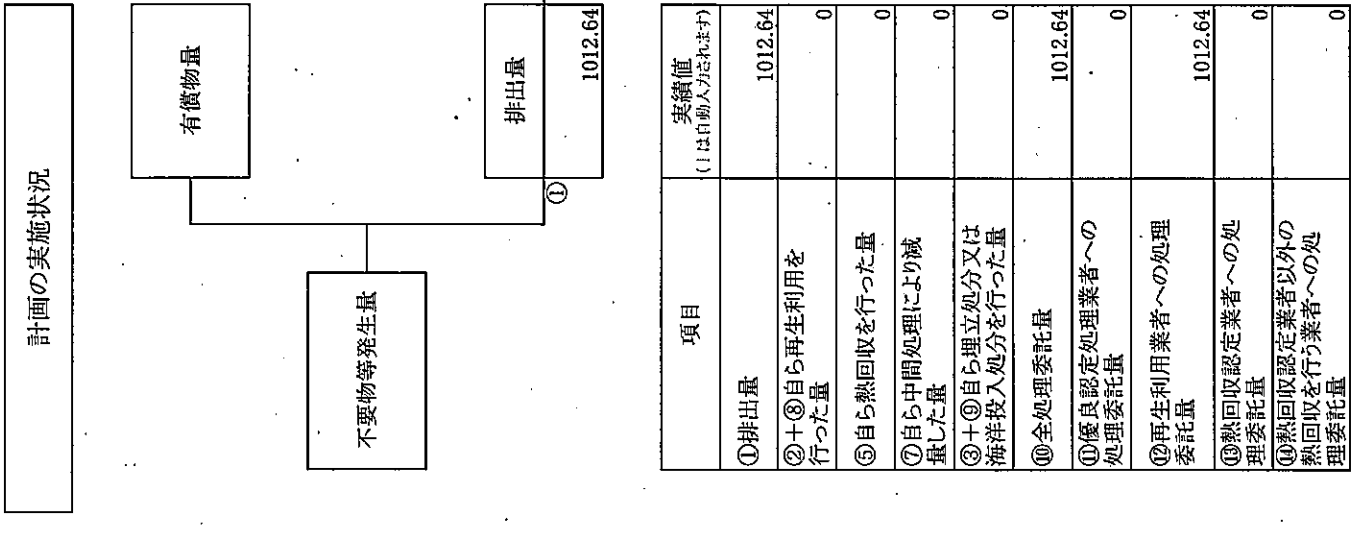 計画の実施状況
有償物量
不要物等発生量
排出量
①
1012.64
項目
実績値
(①は自動入力されます)
①排出量
1012.64
②+⑧自ら再生利用を
行った量
0
⑤自ら熱回収を行った量
0
⑦自ら中間処理により減
量した量
0
③+⑨自ら埋立処分又は
海洋投入処分を行った量
0
⑩全処理委託量
1012.64
⑪優良認定処理業者への
処理委託量
0
⑫再生利用業者への処理
委託量
1012.64
⑬熱回収認定業者への処
理委託量
0
⑭熱回収認定業者以外の
熱回収を行う業者への処
理委託量
0